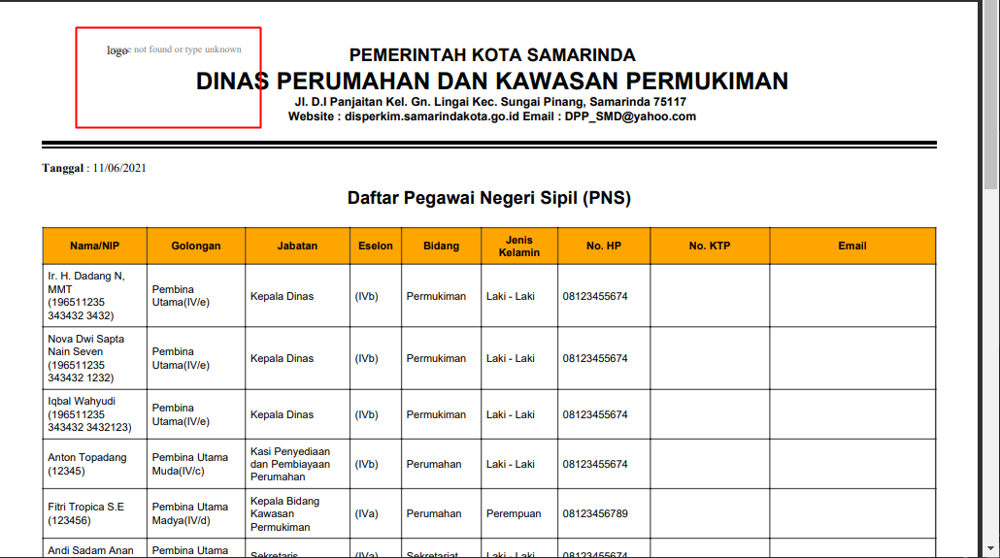 logo
Image not found or type unknown
PEMERINTAH KOTA SAMARINDA
DINAS PERUMAHAN DAN KAWASAN PERMUKIMAN
Jl. D.I Panjaitan Kel. Gn. Lingai Kec. Sungai Pinang, Samarinda 75117
Website : disperkim.samarindakota.go.id Email : DPP_SMD@yahoo.com
Tanggal : 11/06/2021
Daftar Pegawai Negeri Sipil (PNS)
Nama/NIP
Golongan
Jabatan
Eselon
Bidang
Jenis
Kelamin
No. HP
No. KTP
Email
Ir. H. Dadang N,
MMT
(196511235
343432 3432)
Pembina
Utama(IV/e)
Kepala Dinas
(IVb)
Permukiman
Laki - Laki
08123455674
Nova Dwi Sapta
Nain Seven
(196511235
343432 1232)
Pembina
Utama(IV/e)
Kepala Dinas
(IVb)
Permukiman
Laki - Laki
08123455674
Iqbal Wahyudi
(196511235
343432 3432123)
Pembina
Utama(IV/e)
Kepala Dinas
(IVb)
Permukiman
Laki - Laki
08123455674
Anton Topadang
(12345)
Pembina Utama
Muda(IV/c)
Kasi Penyediaan
dan Pembiayaan
Perumahan
(IVb)
Perumahan
Laki - Laki
08123455674
Fitri Tropica S.E
(123456)
Pembina Utama
Madya(IV/d)
Kepala Bidang
Kawasan
Permukiman
(IVa)
Perumahan
Perempuan
08123456789
Andi Sadam Anan
Pembina Utama
Sekretaris
(IVa)
Sekretariat
Laki - Laki
08123455674